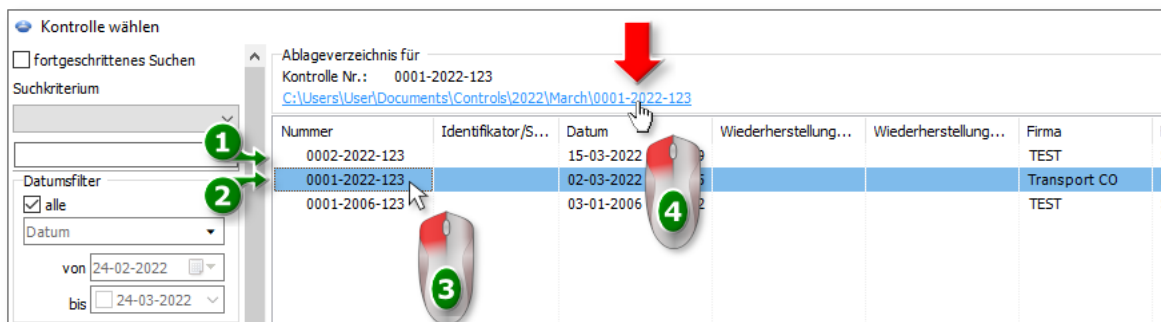 Kontrolle wählen
fortgeschrittenes Suchen
Suchkriterium
Datumsfilter
alle
Datum
von 24-02-2022
bis 24-03-2022
Ablageverzeichnis für
Kontrolle Nr.: 0001-2022-123
C:\Users\User\Documents\Controls\2022\March\0001-2022-123
Nummer Identifikator/S... Datum Wiederherstellung... Wiederherstellung... Firma
1 0002-2022-123 15-03-2022 TEST
2 0001-2022-123 02-03-2022 Transport CO
0001-2006-123 03-01-2006 TEST
3
4